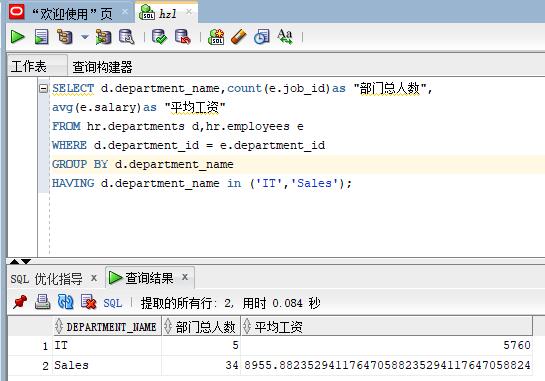 “欢迎使用”页 x hzl x
SQL Aa
工作表 查询构建器
SELECT d.department_name,count(e.job_id)as "部门总人数",
avg(e.salary)as "平均工资"
FROM hr.departments d,hr.employees e
WHERE d.department_id = e.department_id
GROUP BY d.department_name
HAVING d.department_name in ('IT','Sales');
SQL 优化指导 x 查询结果 x
SQL | 提取的所有行: 2, 用时 0.084 秒
DEPARTMENT_NAME 部门总人数 平均工资
1 IT 5 5760
2 Sales 34 8955.882352941176470588235294117647058824